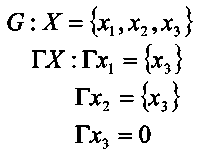 G : X = {x₁, x₂, x₃}
ΓX : Γx₁ = {x₃}
Γx₂ = {x₃}
Γx₃ = 0